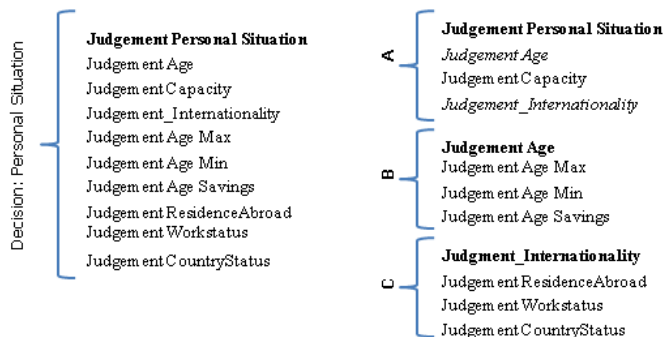 Decision: Personal Situation
Judgement Personal Situation
Judgement Age
Judgement Capacity
Judgement_Internationality
Judgement Age Max
Judgement Age Min
Judgement Age Savings
Judgement ResidenceAbroad
Judgement Workstatus
Judgement CountryStatus
A
Judgement Personal Situation
Judgement Age
Judgement Capacity
Judgement_Internationality
B
Judgement Age
Judgement Age Max
Judgement Age Min
Judgement Age Savings
C
Judgment_Internationality
Judgement ResidenceAbroad
Judgement Workstatus
Judgement CountryStatus